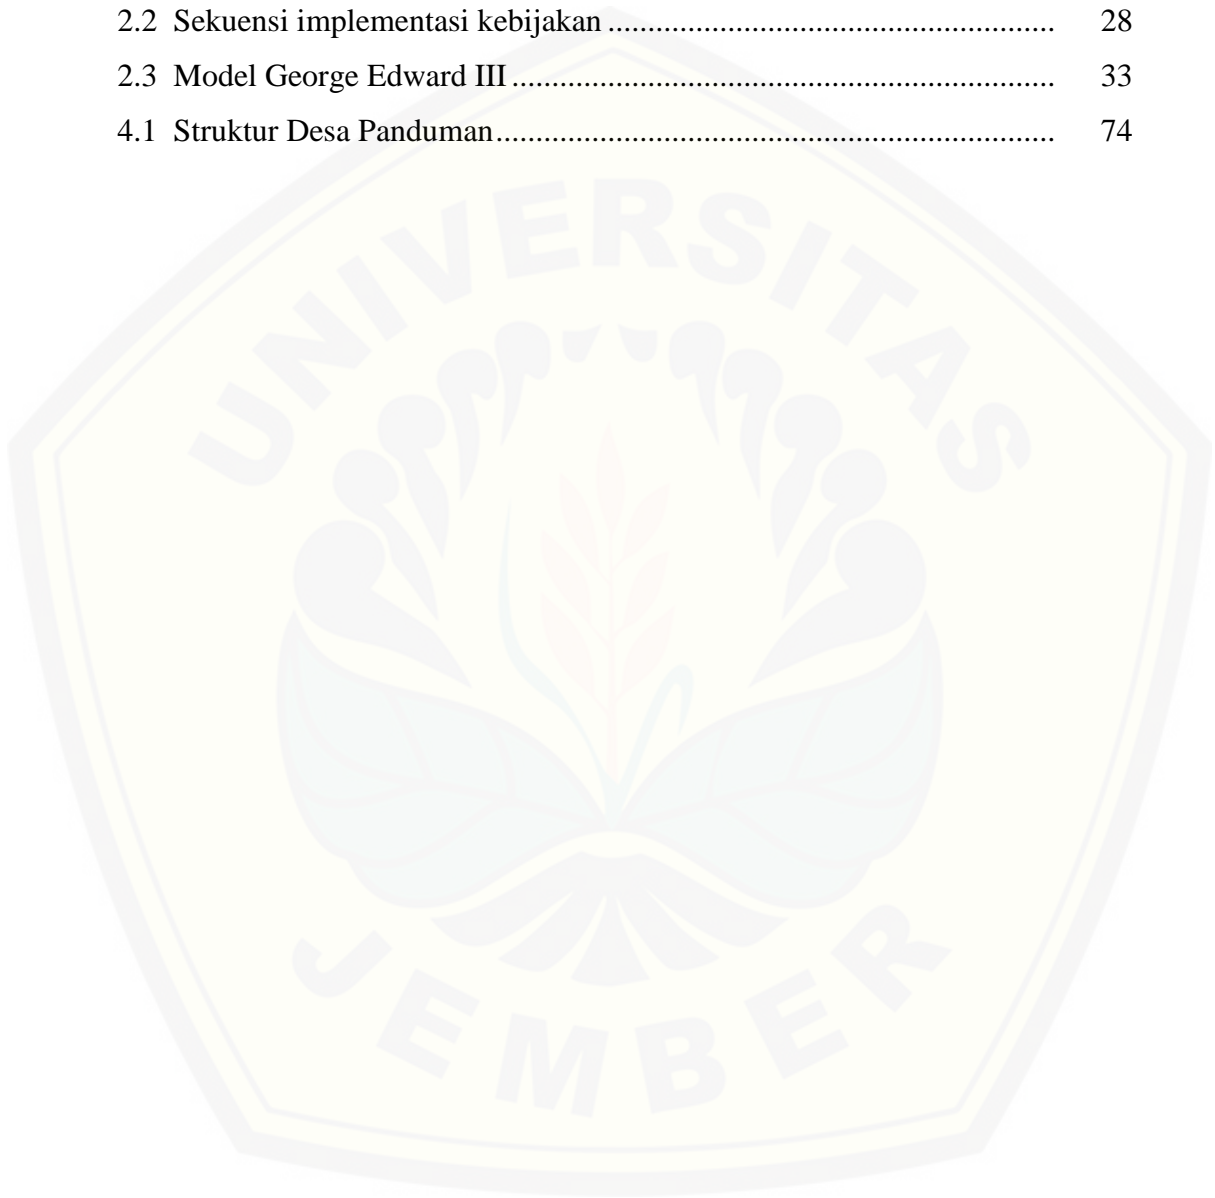 2.2 Sekuensi implementasi kebijakan ........................................................ 28
2.3 Model George Edward III .................................................................... 33
4.1 Struktur Desa Panduman ...................................................................... 74
UNIVERSITAS
JEMBER